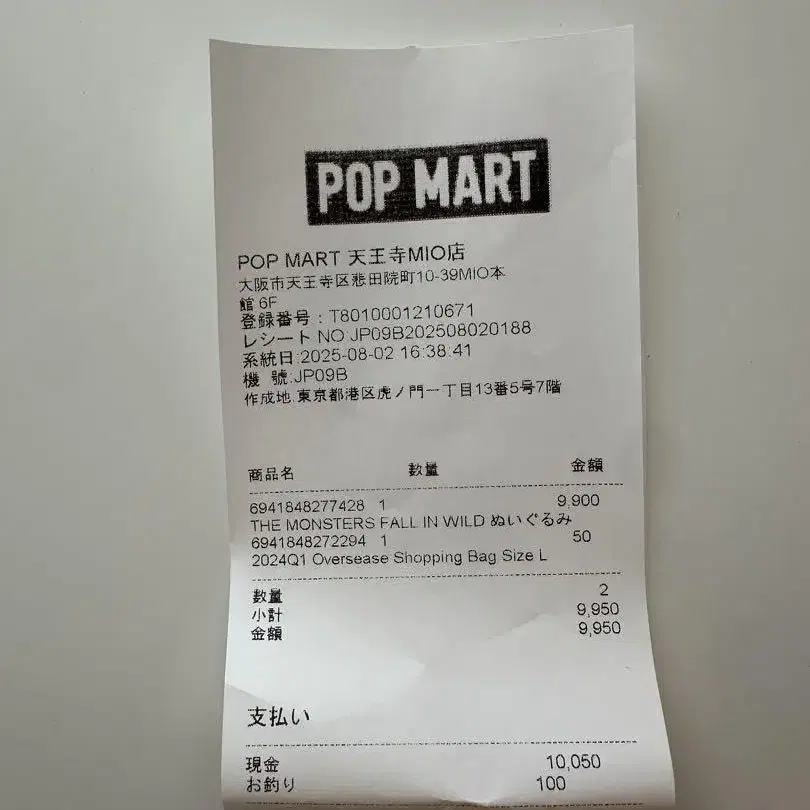 POP MART
POP MART 天王寺MIO店
大阪市天王寺区悲田院町10-39MIO本
館 6F
登録番号：T8010001210671
レシート NO:JP09B202508020188
系統日:2025-08-02 16:38:41
機 號:JP09B
作成地:東京都港区虎ノ門一丁目13番5号7階
商品名 数量 金額
6941848277428 1 9,900
THE MONSTERS FALL IN WILD ぬいぐるみ
6941848272294 1 50
2024Q1 Oversease Shopping Bag Size L
数量 2
小計 9,950
金額 9,950
支払い
現金 10,050
お釣り 100